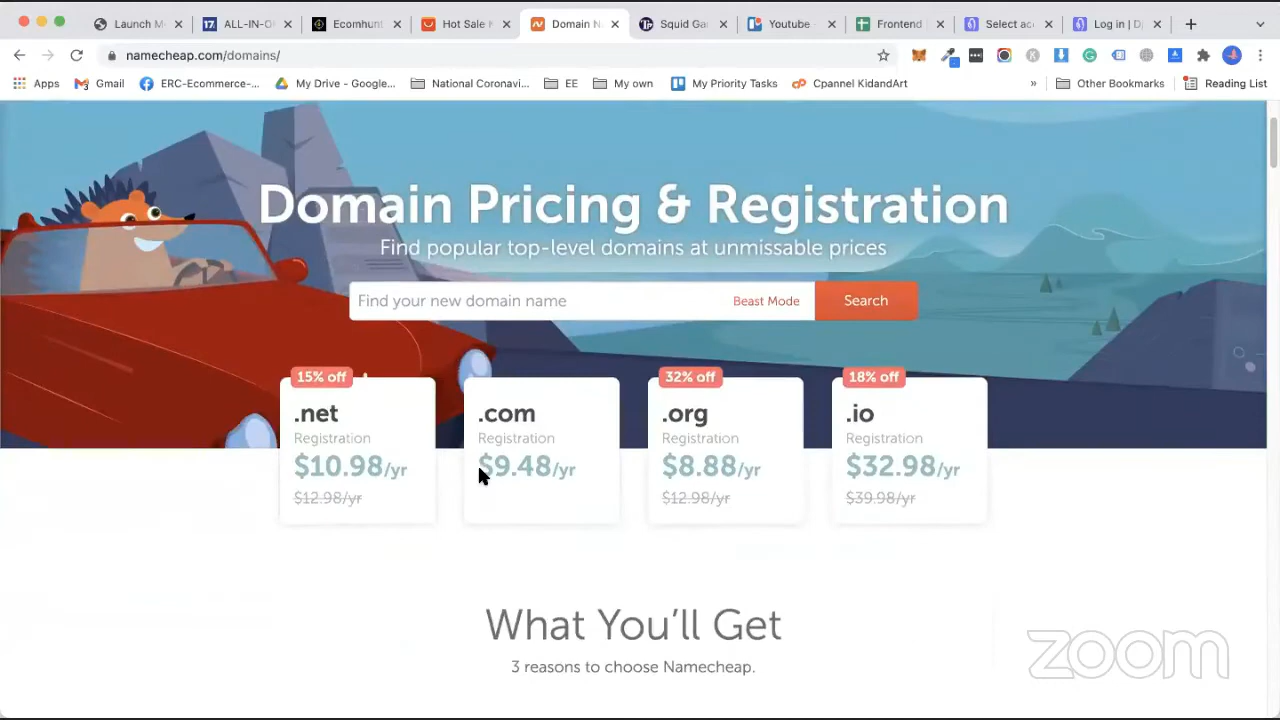 Launch M
ALL-IN-O
Ecomhunt
Hot Sale
Domain N
Squid Ga
Youtube -
Frontend
Select ac
Log in | D
namecheap.com/domains/
Apps
Gmail
ERC-Ecommerce-...
My Drive - Google...
National Coronavi...
EE
My own
My Priority Tasks
Cpannel KidandArt
»
Other Bookmarks
Reading List
Domain Pricing & Registration
Find popular top-level domains at unmissable prices
Find your new domain name
Beast Mode
Search
15% off
.net
Registration
$10.98/yr
$12.98/yr
.com
Registration
$9.48/yr
32% off
.org
Registration
$8.88/yr
$12.98/yr
18% off
.io
Registration
$32.98/yr
$39.98/yr
What You'll Get
3 reasons to choose Namecheap.
zoom